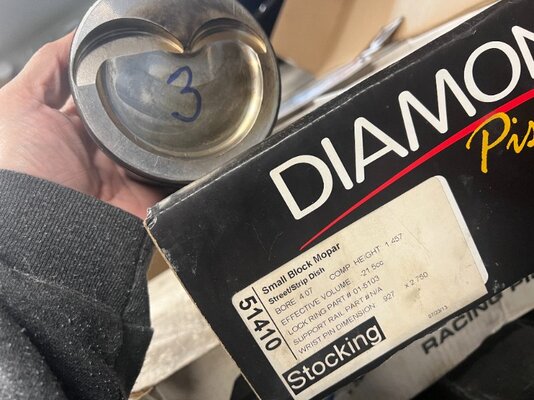 3
DIAMON
Pis
51410
Small Block Mopar
Street/Strip Dish
BORE 4.07 COMP. HEIGHT 1.457
EFFECTIVE VOLUME -21.5cc
LOCK RING PART # 01-5103
SUPPORT RAIL PART # N/A
WRIST PIN DIMENSION .927 X 2.750
Stocking
RACING PI